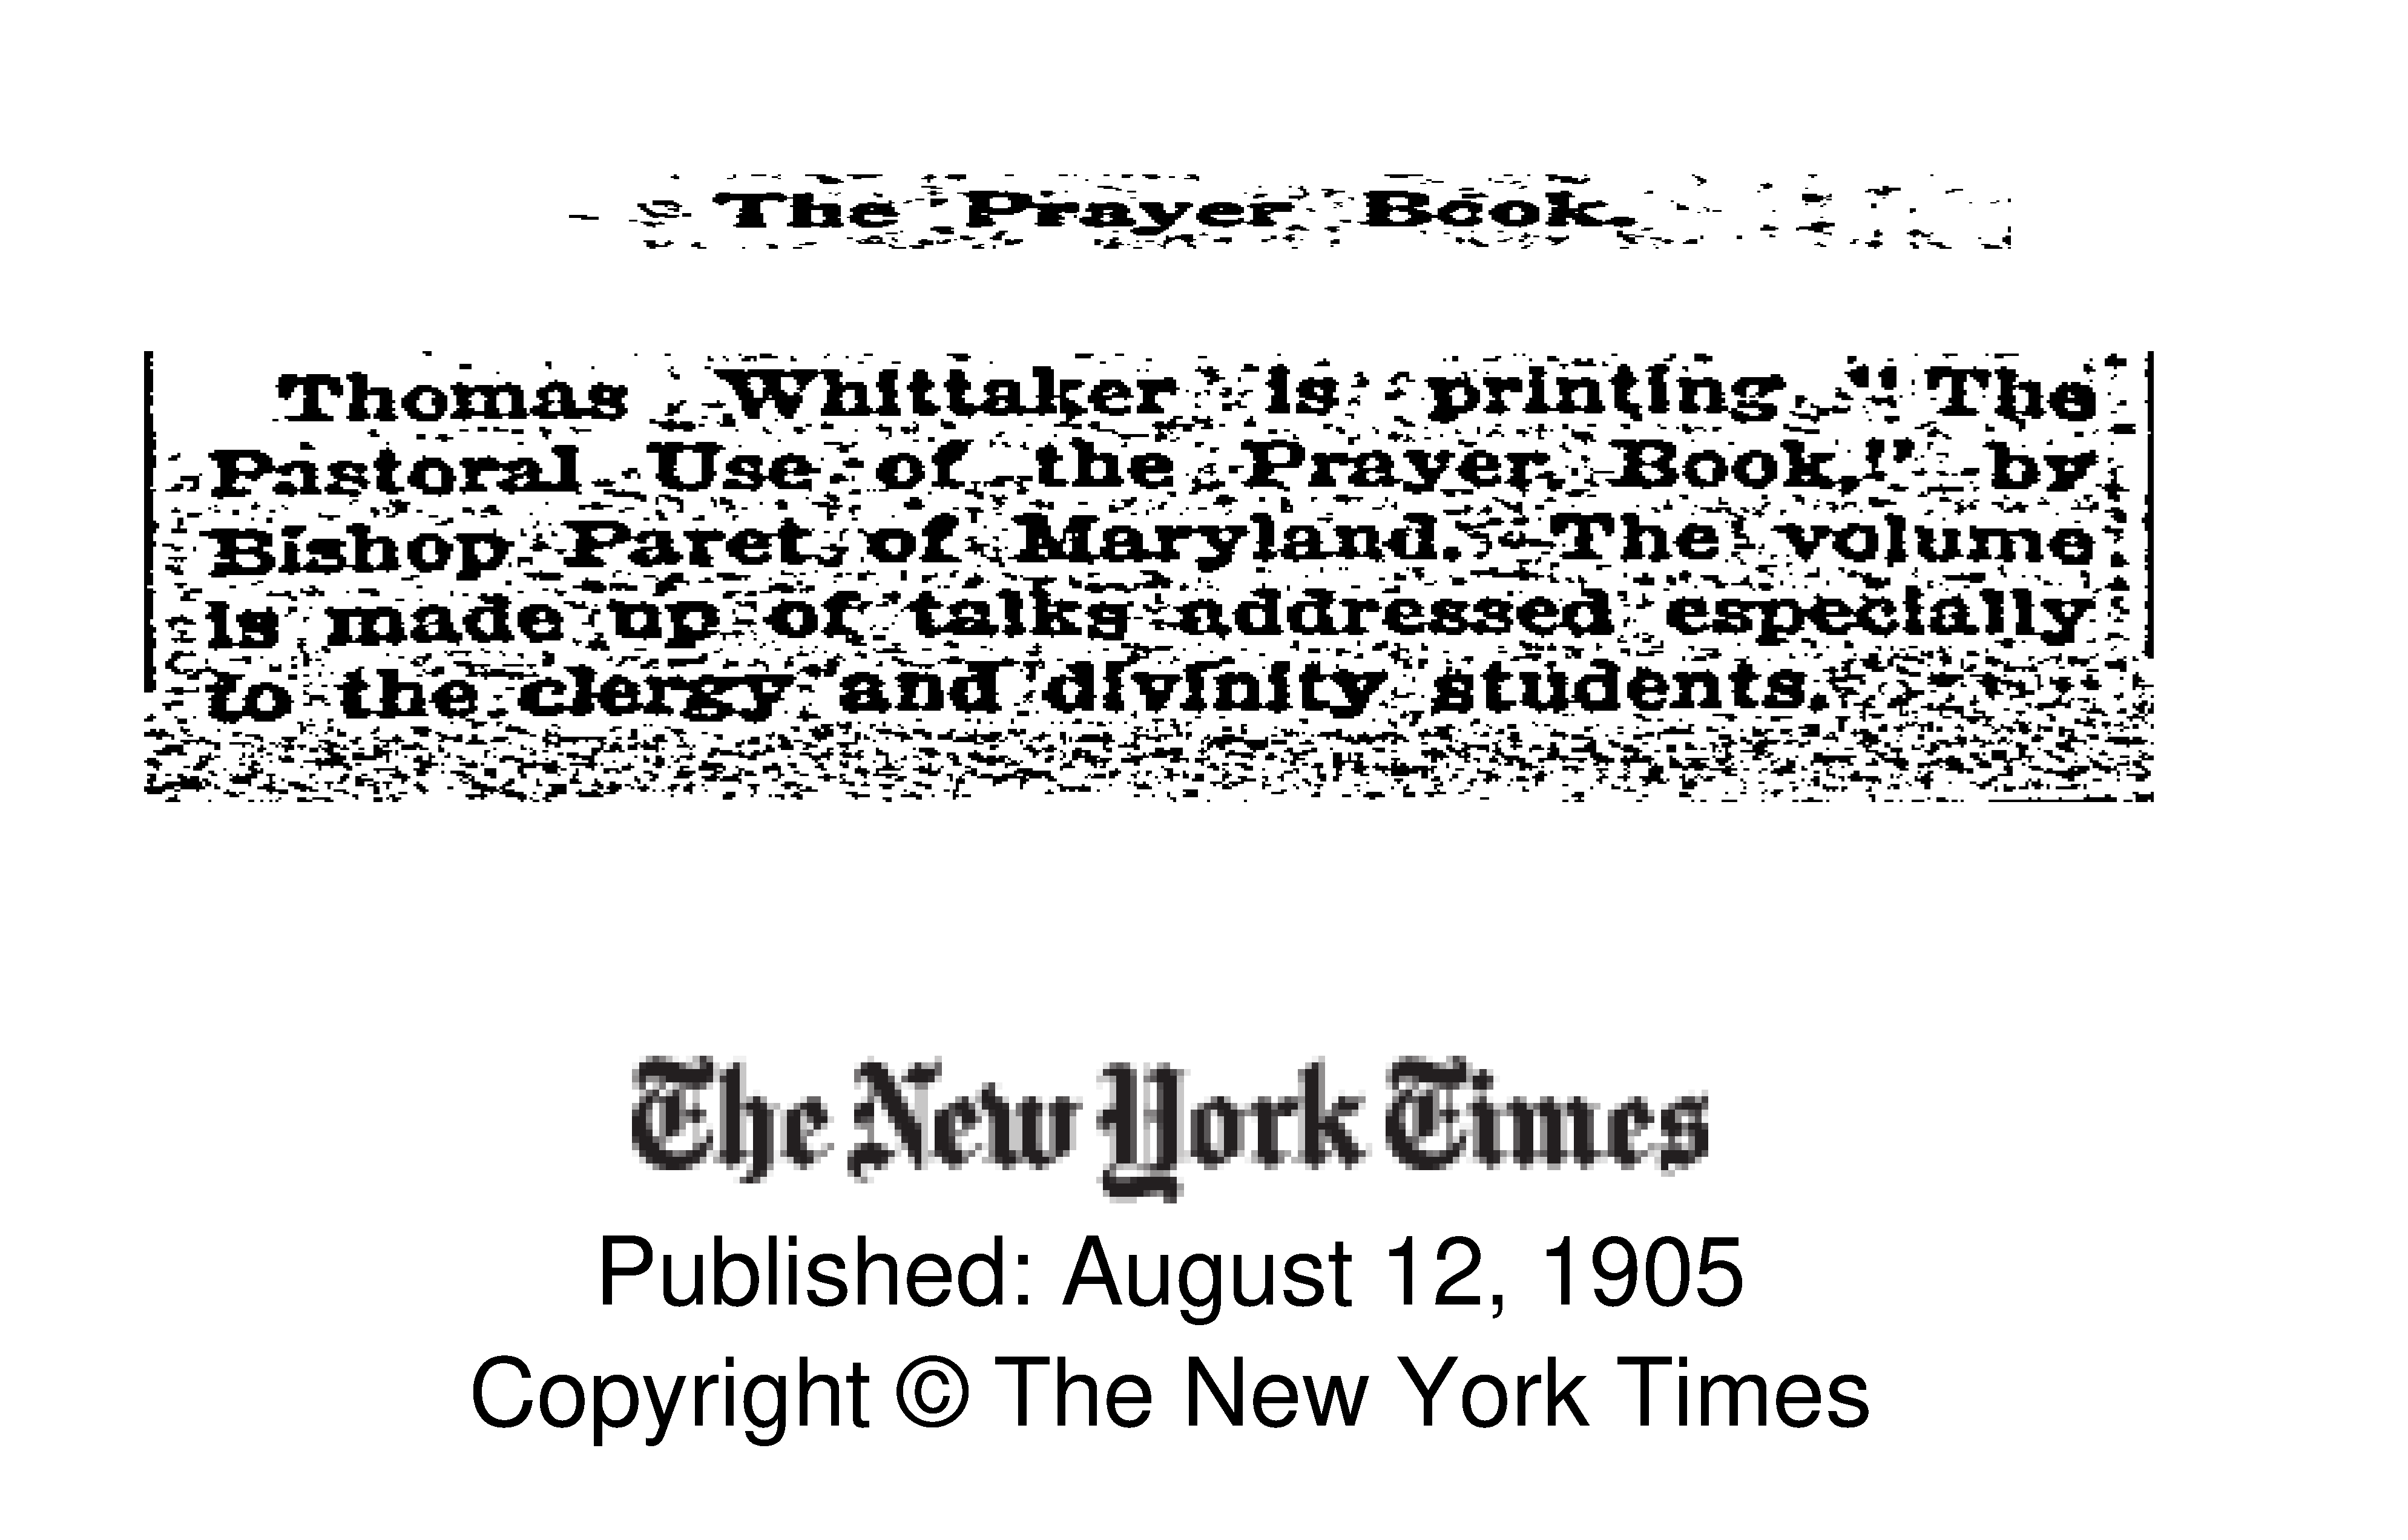 The Prayer Book.
Thomas Whittaker is printing "The
Pastoral Use of the Prayer Book," by
Bishop Paret of Maryland. The volume
is made up of talks addressed especially
to the clergy and divinity students.
The New York Times
Published: August 12, 1905
Copyright © The New York Times